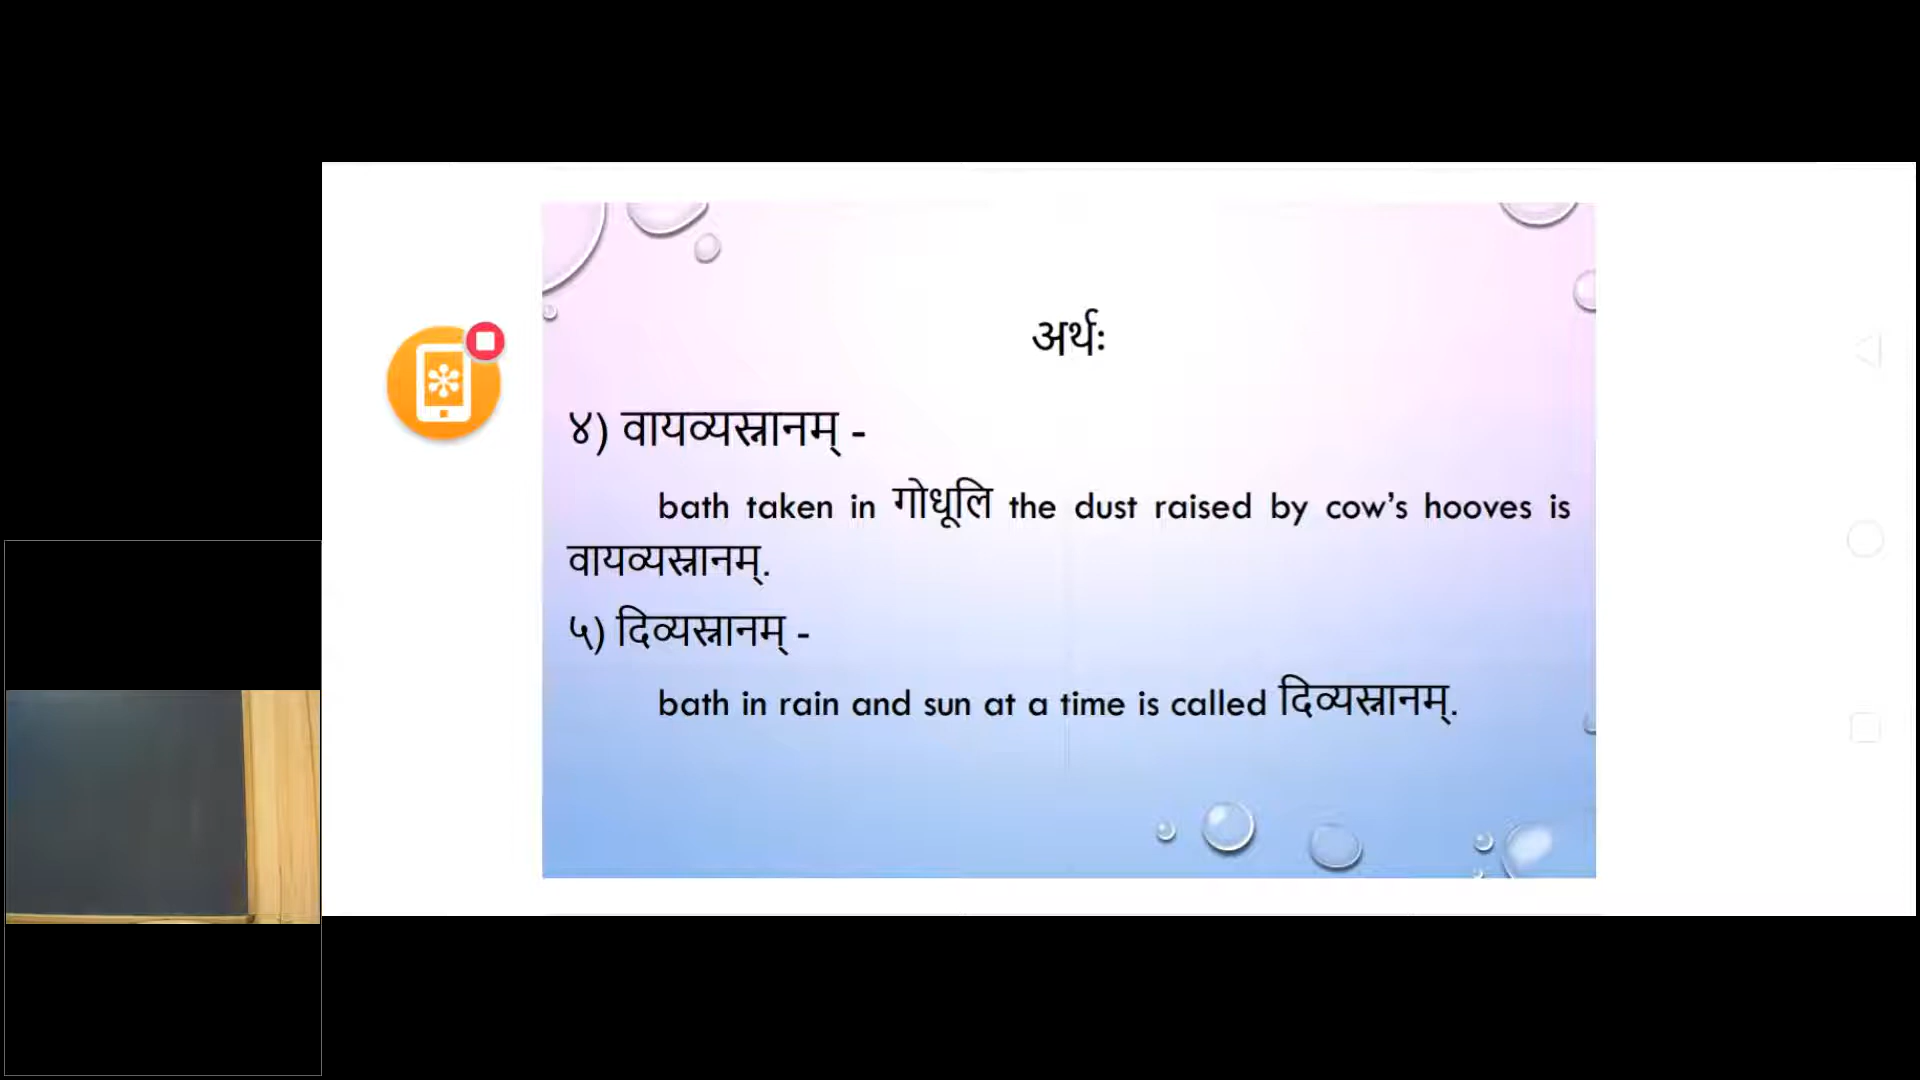 अर्थः
४) वायव्यस्नानम् -
bath taken in गोधूलि the dust raised by cow’s hooves is
वायव्यस्नानम्.
५) दिव्यस्नानम् -
bath in rain and sun at a time is called दिव्यस्नानम्.